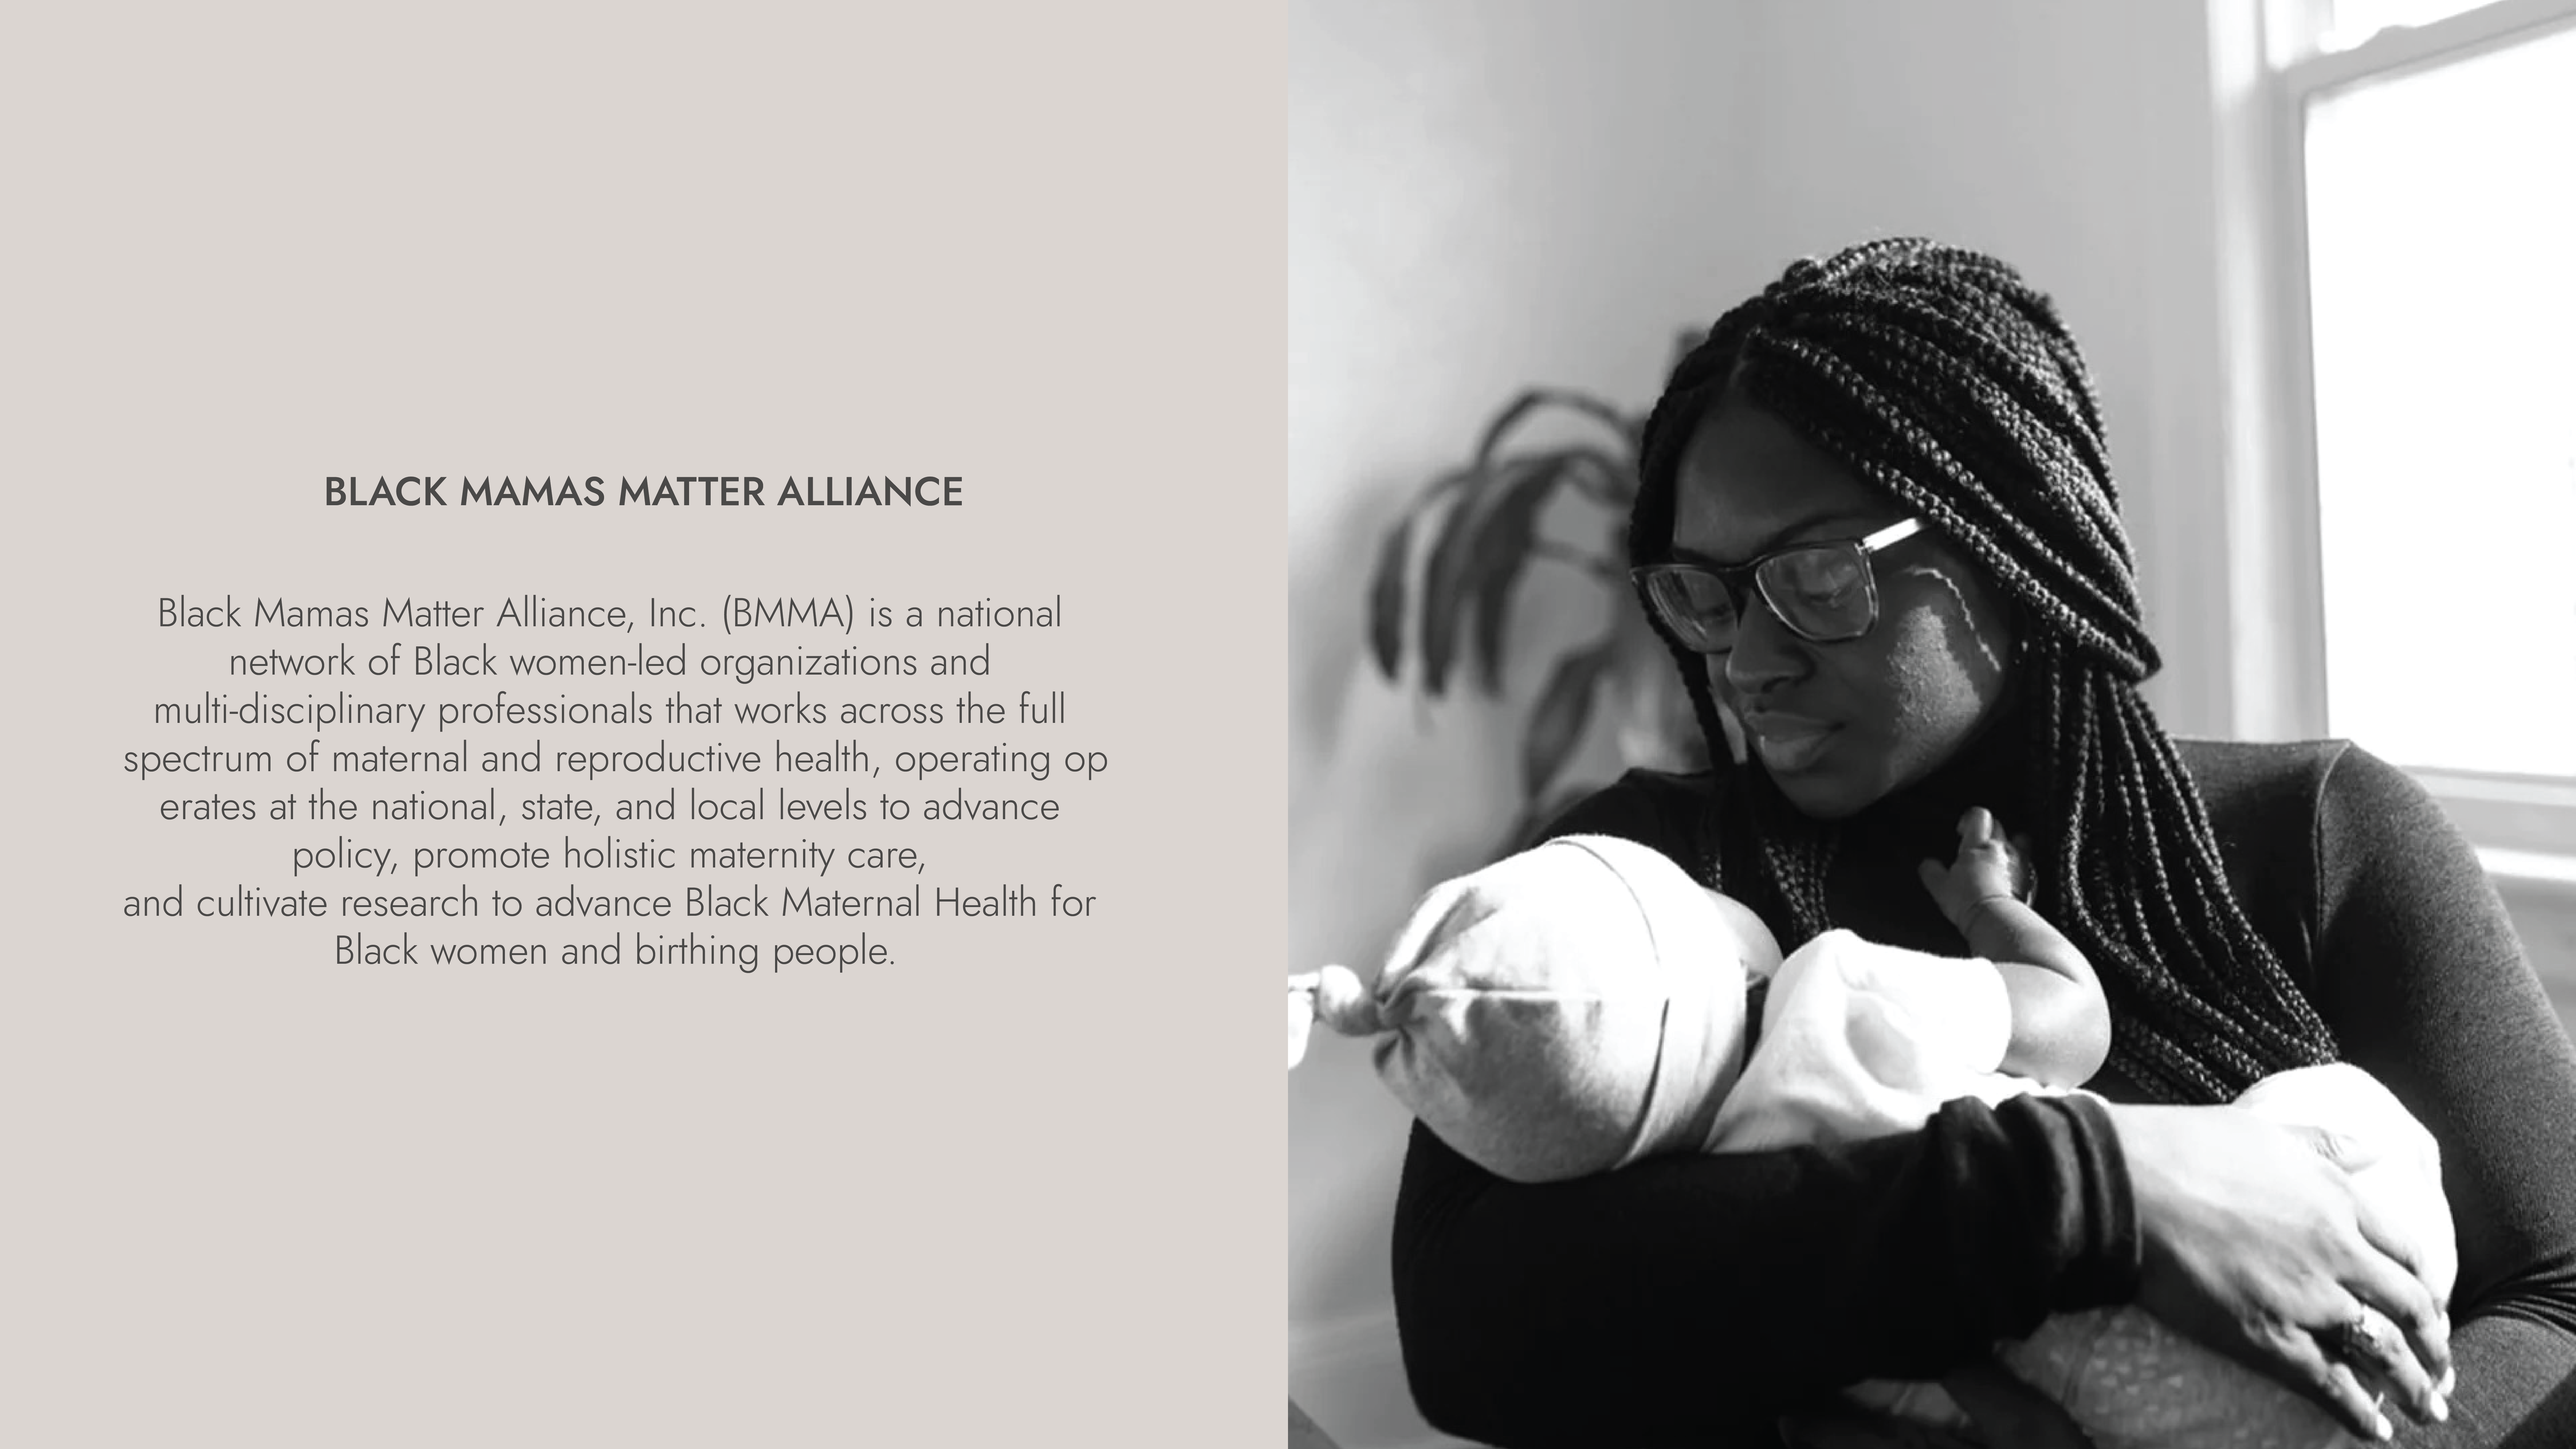 BLACK MAMAS MATTER ALLIANCE
Black Mamas Matter Alliance, Inc. (BMMA) is a national
network of Black women-led organizations and
multi-disciplinary professionals that works across the full
spectrum of maternal and reproductive health, operating op
erates at the national, state, and local levels to advance
policy, promote holistic maternity care,
and cultivate research to advance Black Maternal Health for
Black women and birthing people.